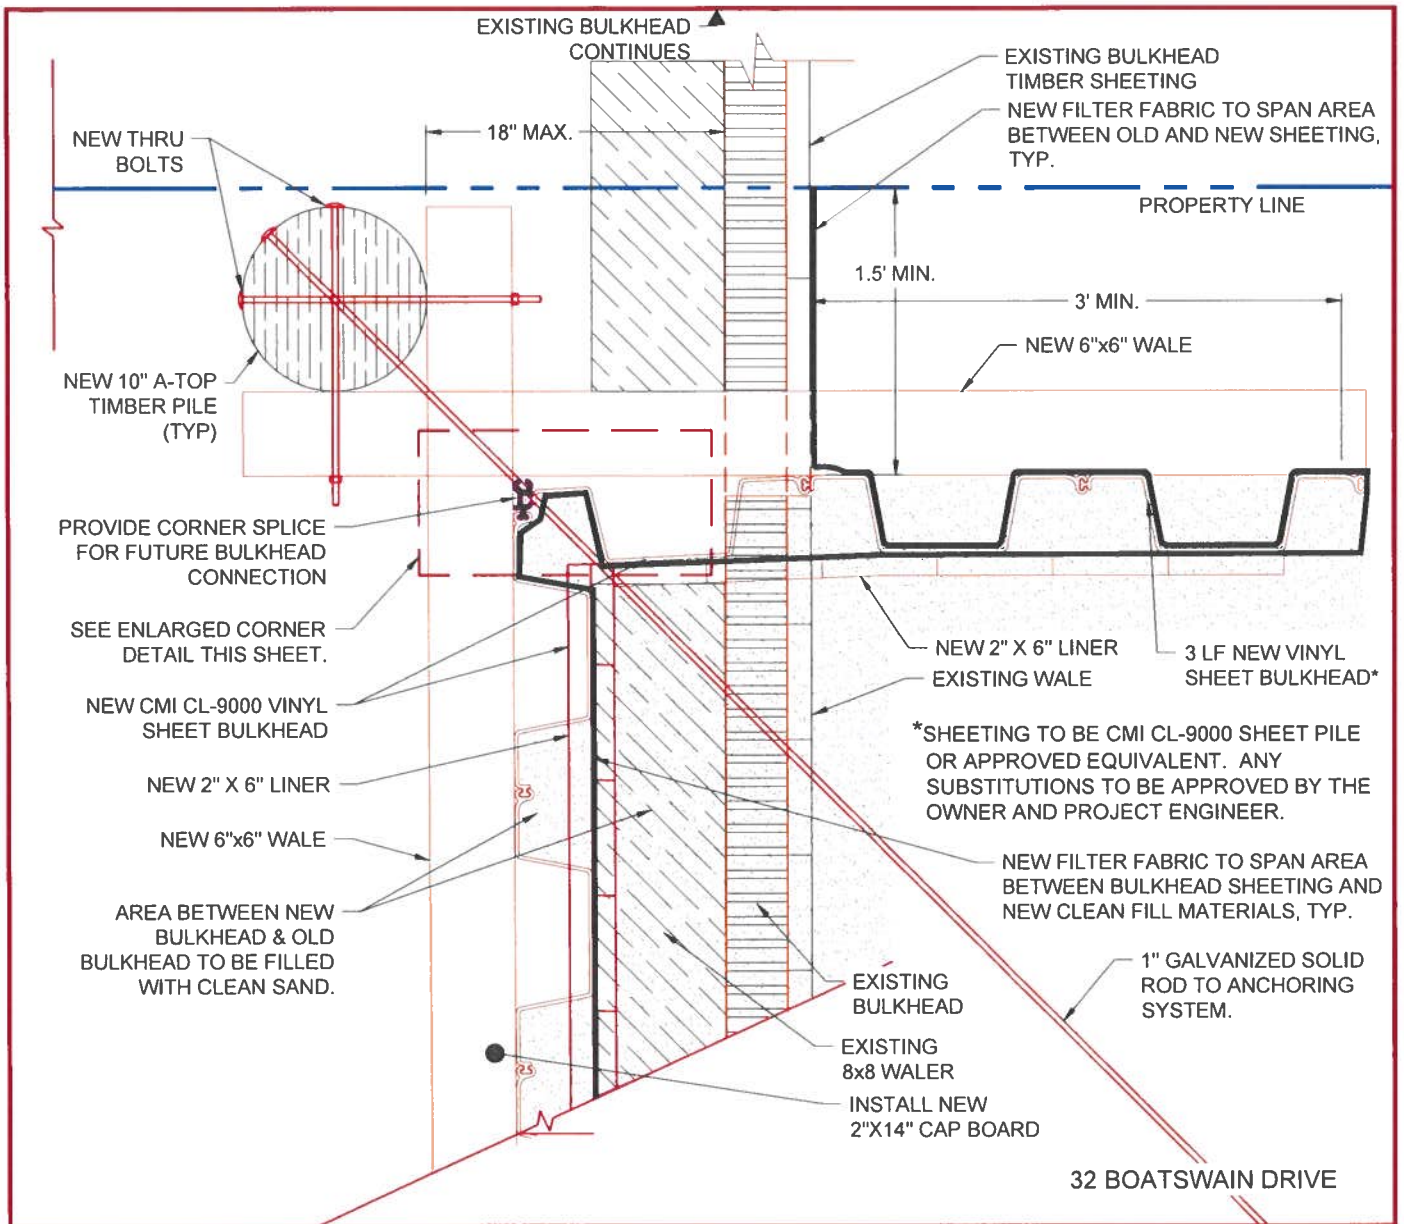 EXISTING BULKHEAD
CONTINUES
EXISTING BULKHEAD
TIMBER SHEETING
NEW FILTER FABRIC TO SPAN AREA
BETWEEN OLD AND NEW SHEETING,
TYP.
NEW THRU
BOLTS
18" MAX.
PROPERTY LINE
1.5' MIN.
3' MIN.
NEW 6"x6" WALE
NEW 10" A-TOP
TIMBER PILE
(TYP)
PROVIDE CORNER SPLICE
FOR FUTURE BULKHEAD
CONNECTION
SEE ENLARGED CORNER
DETAIL THIS SHEET.
NEW CMI CL-9000 VINYL
SHEET BULKHEAD
NEW 2" X 6" LINER
NEW 6"x6" WALE
AREA BETWEEN NEW
BULKHEAD & OLD
BULKHEAD TO BE FILLED
WITH CLEAN SAND.
NEW 2" X 6" LINER
EXISTING WALE
3 LF NEW VINYL
SHEET BULKHEAD*
*SHEETING TO BE CMI CL-9000 SHEET PILE
OR APPROVED EQUIVALENT. ANY
SUBSTITUTIONS TO BE APPROVED BY THE
OWNER AND PROJECT ENGINEER.
NEW FILTER FABRIC TO SPAN AREA
BETWEEN BULKHEAD SHEETING AND
NEW CLEAN FILL MATERIALS, TYP.
1" GALVANIZED SOLID
ROD TO ANCHORING
SYSTEM.
EXISTING
BULKHEAD
EXISTING
8x8 WALER
INSTALL NEW
2"X14" CAP BOARD
32 BOATSWAIN DRIVE